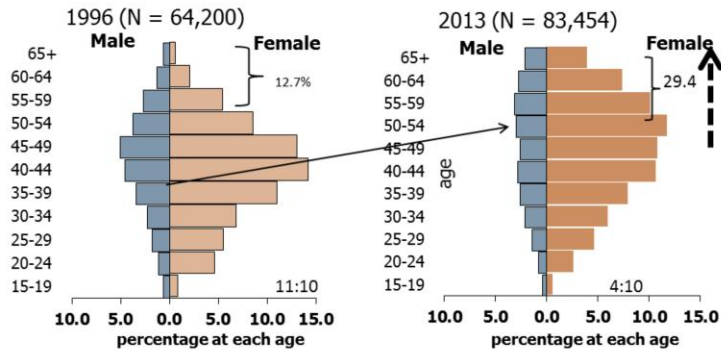 1996 (N = 64,200)
Male
Female
65+
60-64
55-59
50-54
45-49
40-44
35-39
30-34
25-29
20-24
15-19
12.7%
11:10
10.0 5.0 0.0 5.0 10.0 15.0
percentage at each age
2013 (N = 83,454)
Male
Female
65+
60-64
55-59
50-54
45-49
40-44
35-39
30-34
25-29
20-24
15-19
age
29.4
4:10
10.0 5.0 0.0 5.0 10.0 15.0
percentage at each age